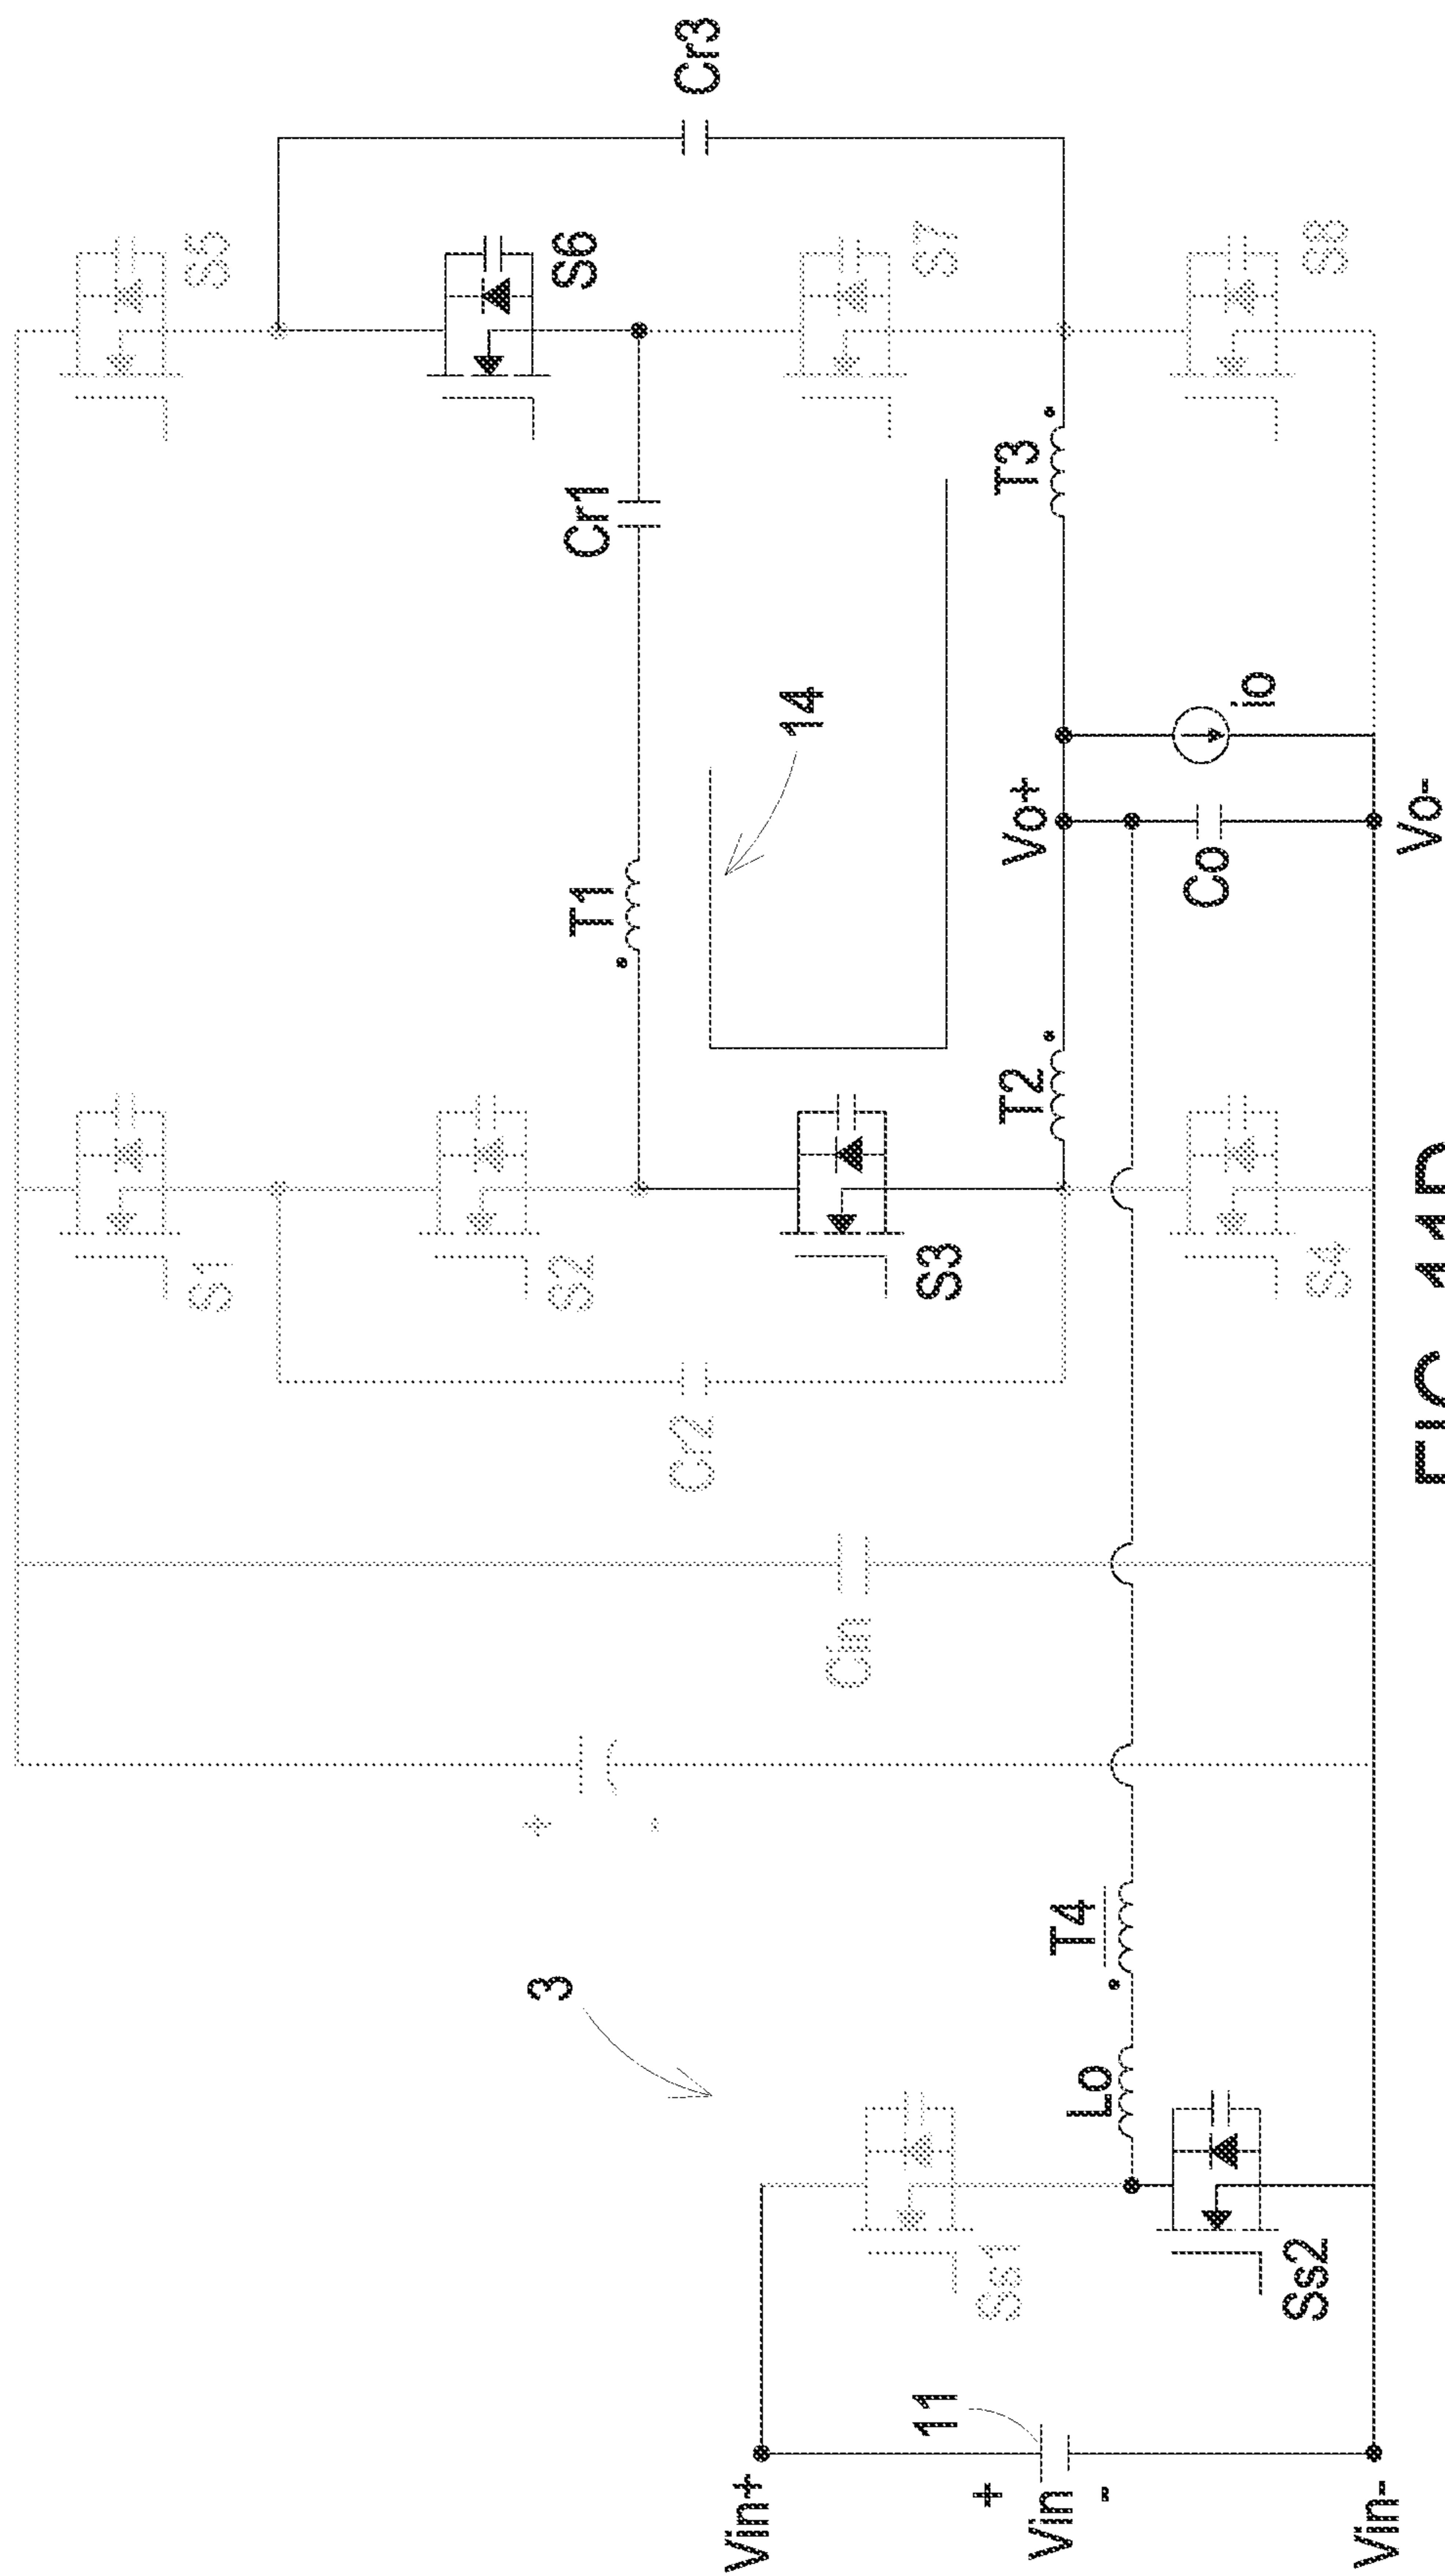 Vin+
Vin
+
-
Vin-
11
Ss1
Ss2
Lo
T4
3
+
-
Cin
Cr2
S1
S2
S3
S4
T1
T2
14
Vo+
Co
Vo-
io
Cr1
T3
S5
S6
S7
S8
Cr3